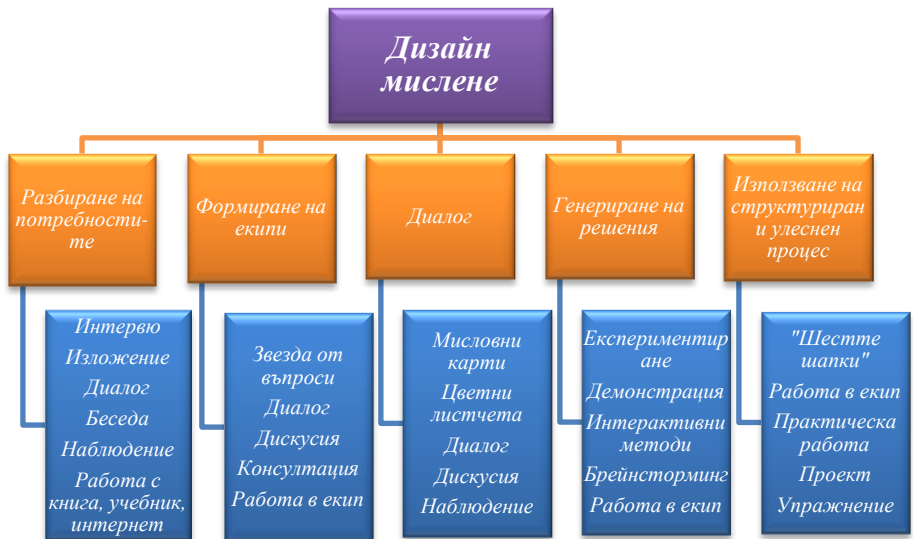 Дизайн
мислене
Разбиране на
потребности-
те
Формиране на
екипи
Диалог
Генериране на
решения
Използване на
структуриран
и улеснен
процес
Интервю
Изложение
Диалог
Беседа
Наблюдение
Работа с
книга, учебник,
интернет
Звезда от
въпроси
Диалог
Дискусия
Консултация
Работа в екип
Мисловни
карти
Цветни
листчета
Диалог
Дискусия
Наблюдение
Експериментир
ане
Демонстрация
Интерактивни
методи
Брейнсторминг
Работа в екип
"Шестте
шапки"
Работа в екип
Практическа
работа
Проект
Упражнение